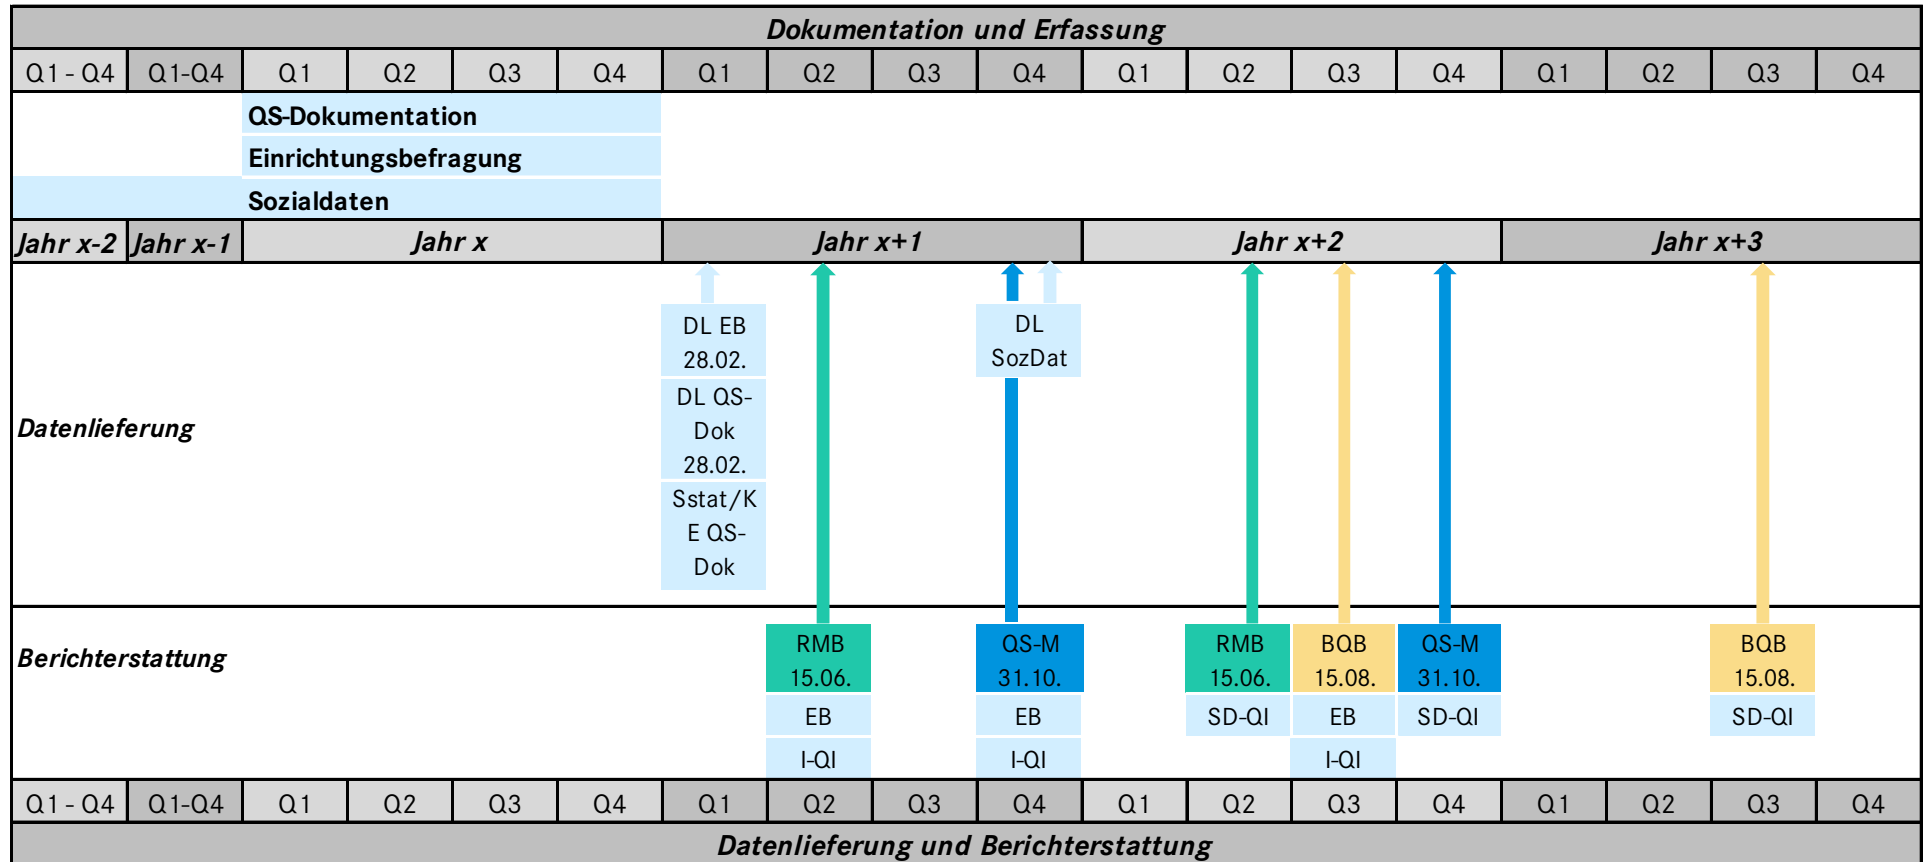 Dokumentation und Erfassung
Q1 - Q4 Q1-Q4 Q1 Q2 Q3 Q4 Q1 Q2 Q3 Q4 Q1 Q2 Q3 Q4 Q1 Q2 Q3 Q4
QS-Dokumentation
Einrichtungsbefragung
Sozialdaten
Jahr x-2 Jahr x-1 Jahr x Jahr x+1 Jahr x+2 Jahr x+3
DL EB
28.02.
DL QS-
Dok
28.02.
Sstat/K
E QS-
Dok
DL
SozDat
Datenlieferung
Berichterstattung
RMB
15.06.
EB
I-QI
QS-M
31.10.
EB
I-QI
RMB
15.06.
SD-QI
BQB
15.08.
EB
I-QI
QS-M
31.10.
SD-QI
BQB
15.08.
SD-QI
Q1 - Q4 Q1-Q4 Q1 Q2 Q3 Q4 Q1 Q2 Q3 Q4 Q1 Q2 Q3 Q4 Q1 Q2 Q3 Q4
Datenlieferung und Berichterstattung